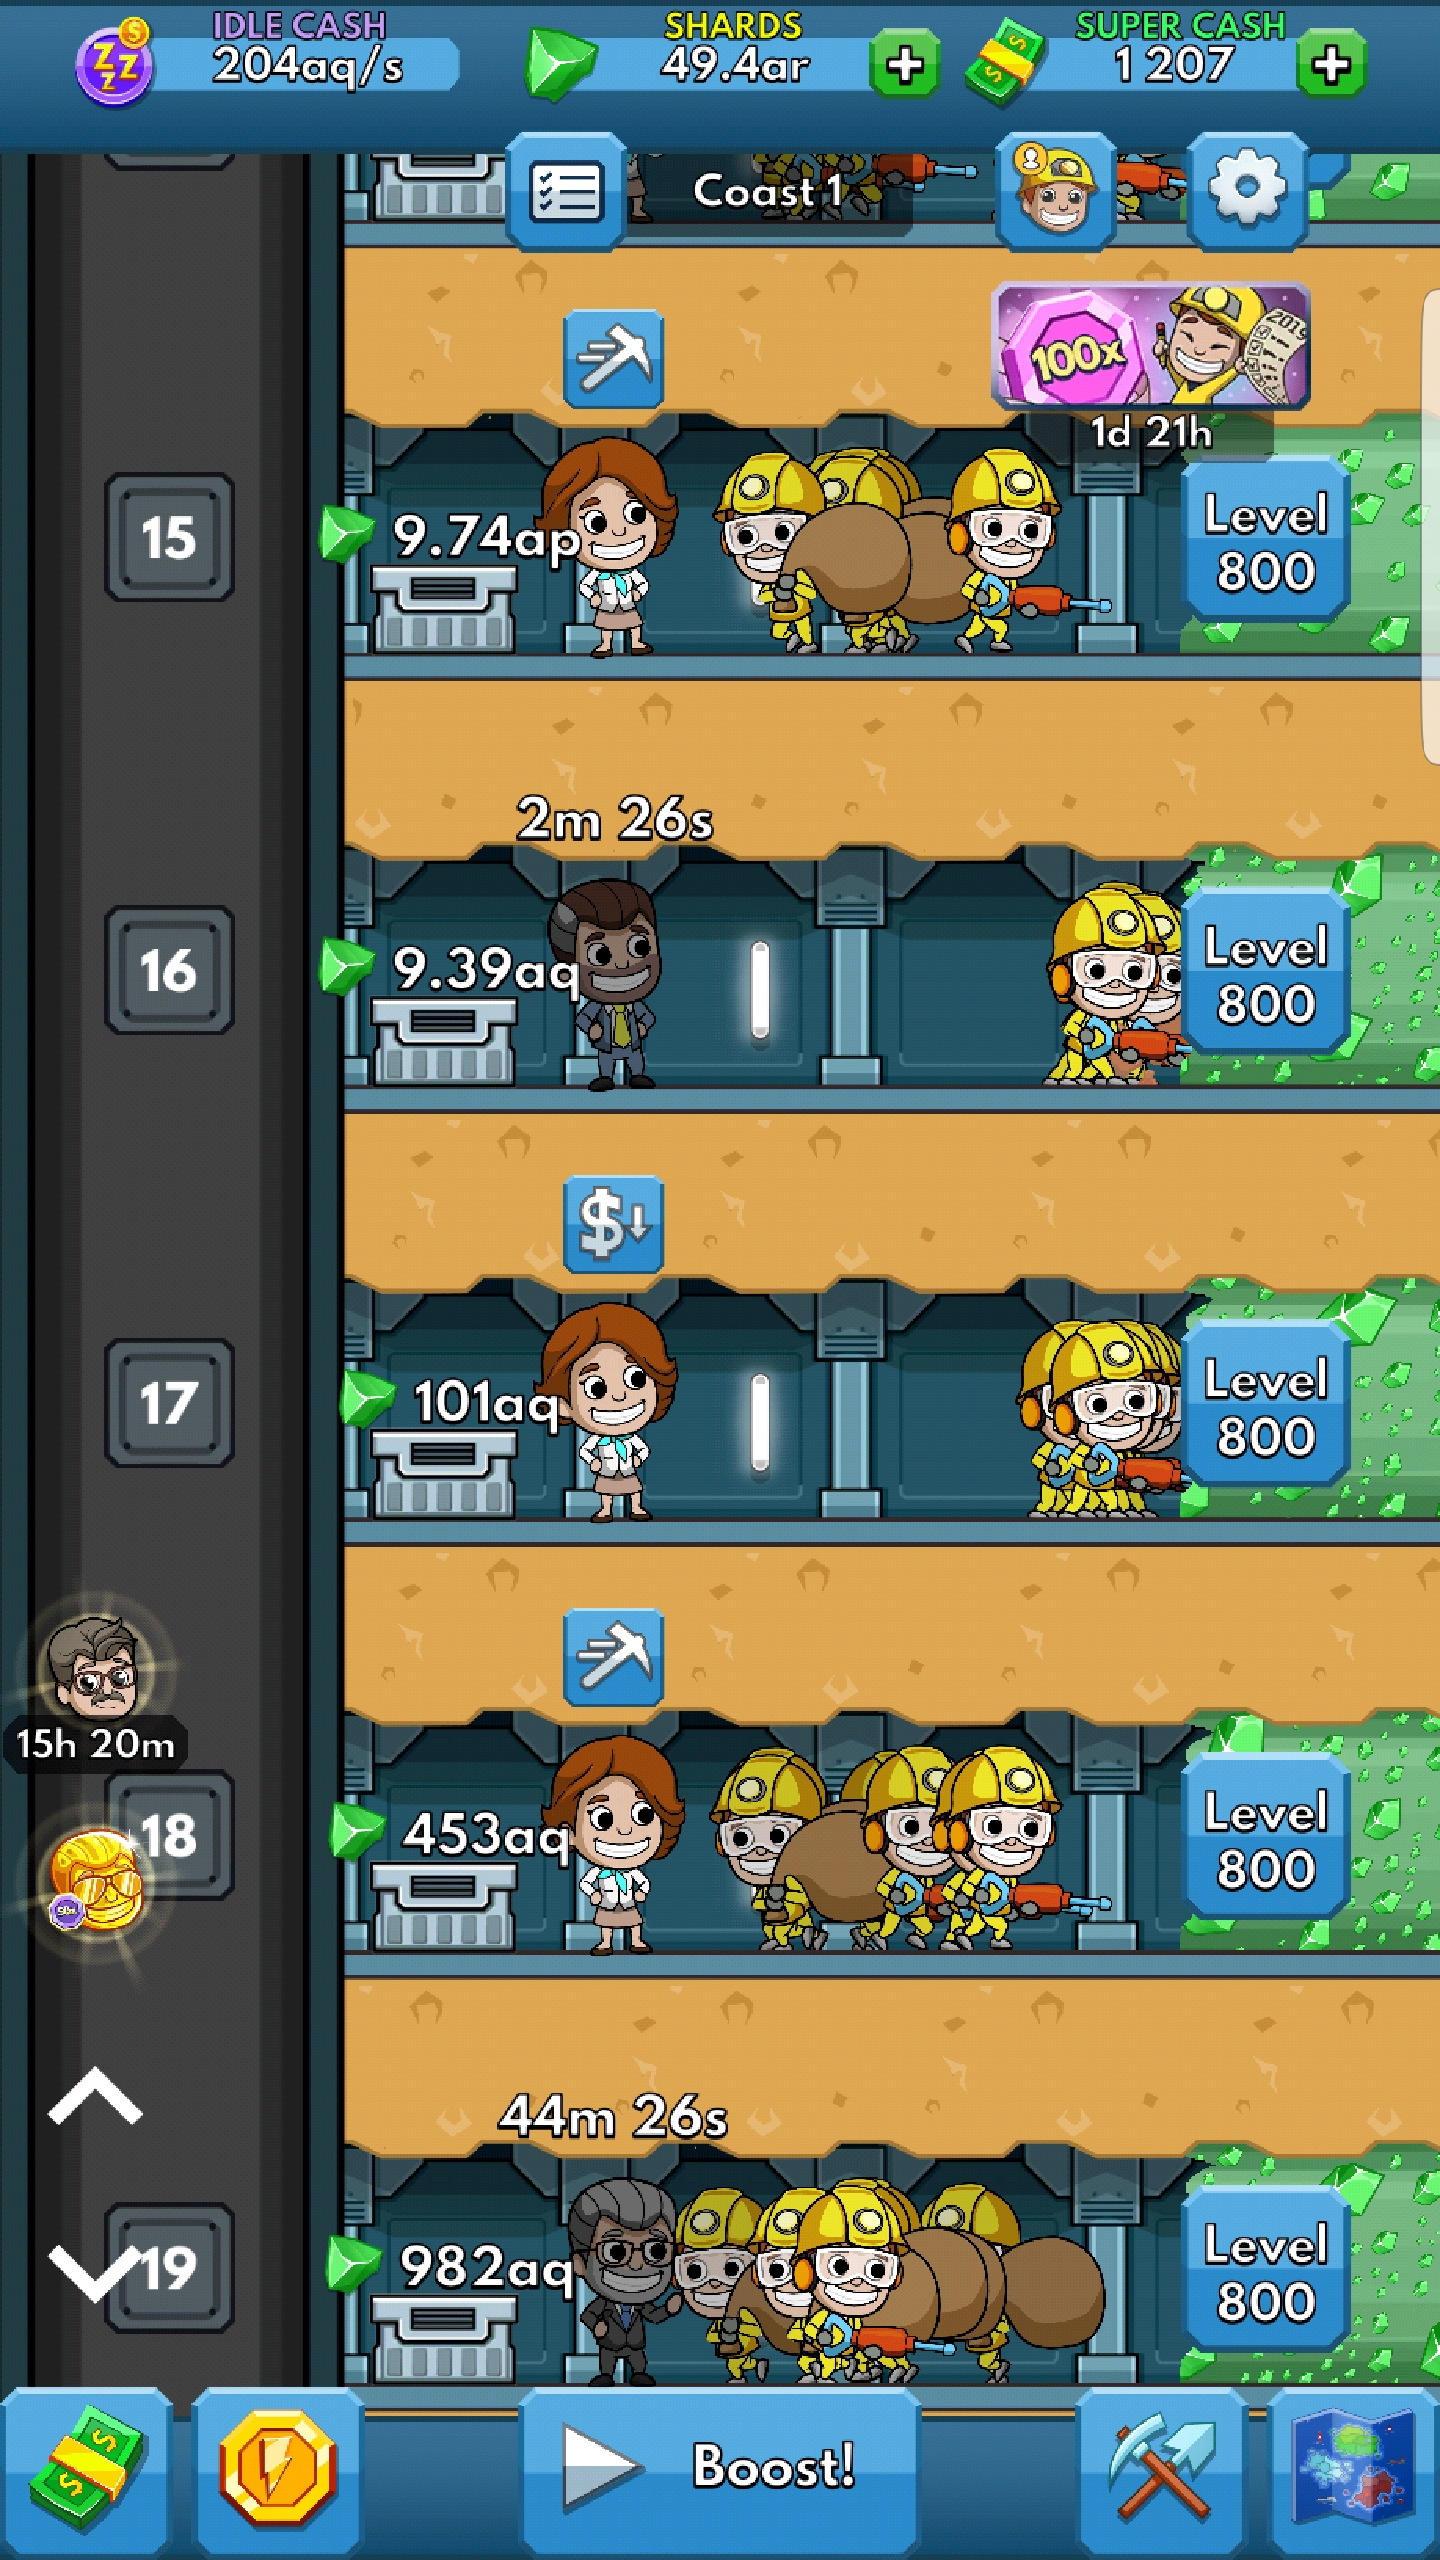 IDLE CASH
204aq/s
SHARDS
49.4ar
SUPER CASH
1 207
Coast 1
100x
2019
1d 21h
15
9.74ap
Level
800
2m 26s
16
9.39aq
Level
800
17
101aq
Level
800
15h 20m
18
453aq
Level
800
44m 26s
19
982aq
Level
800
Boost!